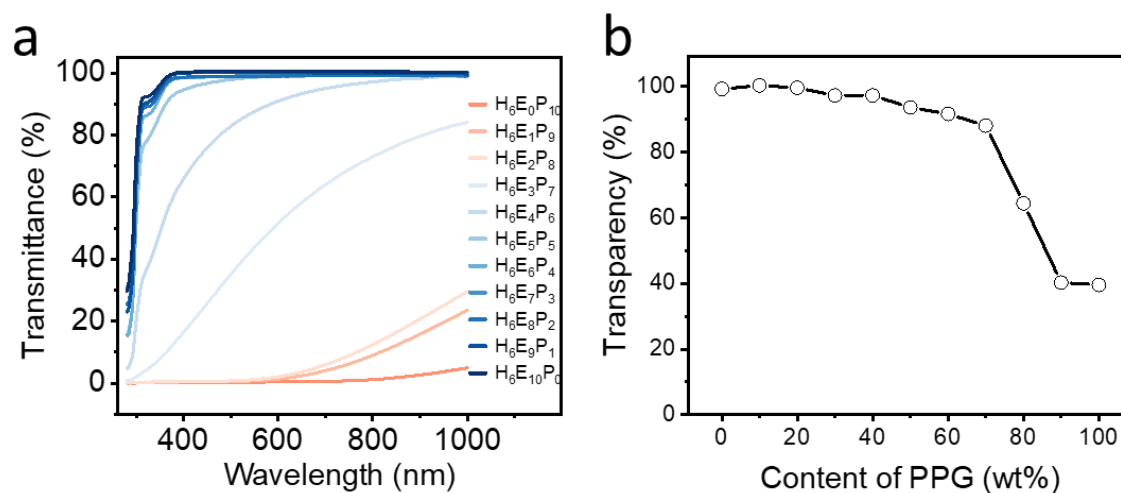 a
100
80
60
40
20
0
Transmittance (%)
400
600
800
1000
Wavelength (nm)
H₆E₀P₁₀
H₆E₁P₉
H₆E₂P₈
H₆E₃P₇
H₆E₄P₆
H₆E₅P₅
H₆E₆P₄
H₆E₇P₃
H₆E₈P₂
H₆E₉P₁
H₆E₁₀P₀
b
100
80
60
40
20
0
Transparency (%)
0
20
40
60
80
100
Content of PPG (wt%)